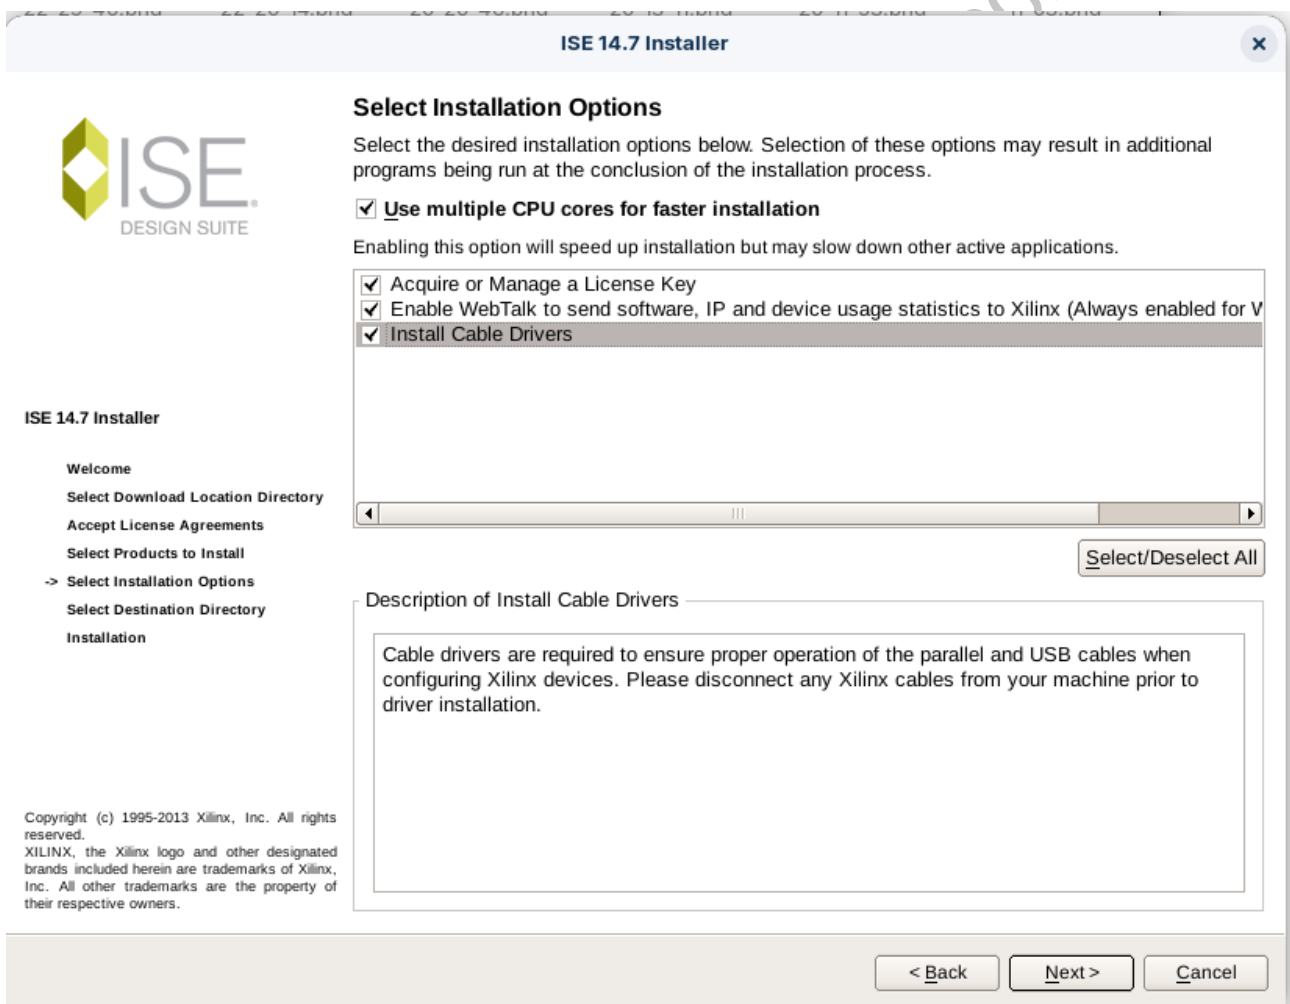 ISE 14.7 Installer
ISE
DESIGN SUITE
Select Installation Options
Select the desired installation options below. Selection of these options may result in additional
programs being run at the conclusion of the installation process.
Use multiple CPU cores for faster installation
Enabling this option will speed up installation but may slow down other active applications.
Acquire or Manage a License Key
Enable WebTalk to send software, IP and device usage statistics to Xilinx (Always enabled for W
Install Cable Drivers
Select/Deselect All
ISE 14.7 Installer
Welcome
Select Download Location Directory
Accept License Agreements
Select Products to Install
-> Select Installation Options
Select Destination Directory
Installation
Description of Install Cable Drivers
Cable drivers are required to ensure proper operation of the parallel and USB cables when
configuring Xilinx devices. Please disconnect any Xilinx cables from your machine prior to
driver installation.
Copyright (c) 1995-2013 Xilinx, Inc. All rights
reserved.
XILINX, the Xilinx logo and other designated
brands included herein are trademarks of Xilinx,
Inc. All other trademarks are the property of
their respective owners.
< Back
Next >
Cancel